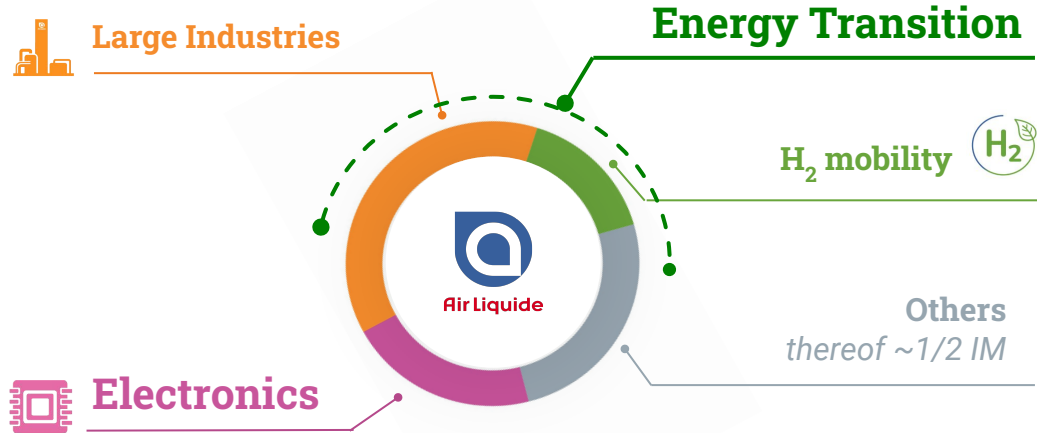 Large Industries
Energy Transition
H₂ mobility
H₂
Air Liquide
Others
thereof ~1/2 IM
Electronics